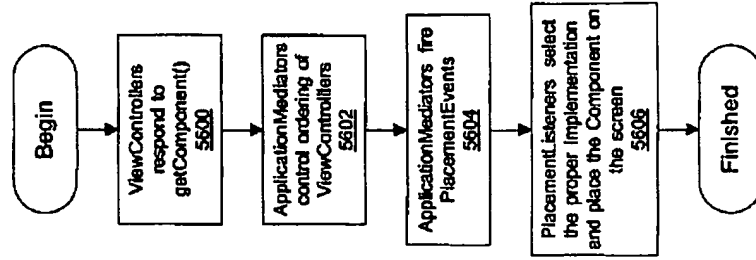 Begin
ViewControllers
respond to
getComponent()
5600
ApplicationMediators
control ordering of
ViewControllers
5602
ApplicationMediators fire
PlacementEvents
5604
PlacementListeners select
the proper Implementation
and place the Component on
the screen
5606
Finished